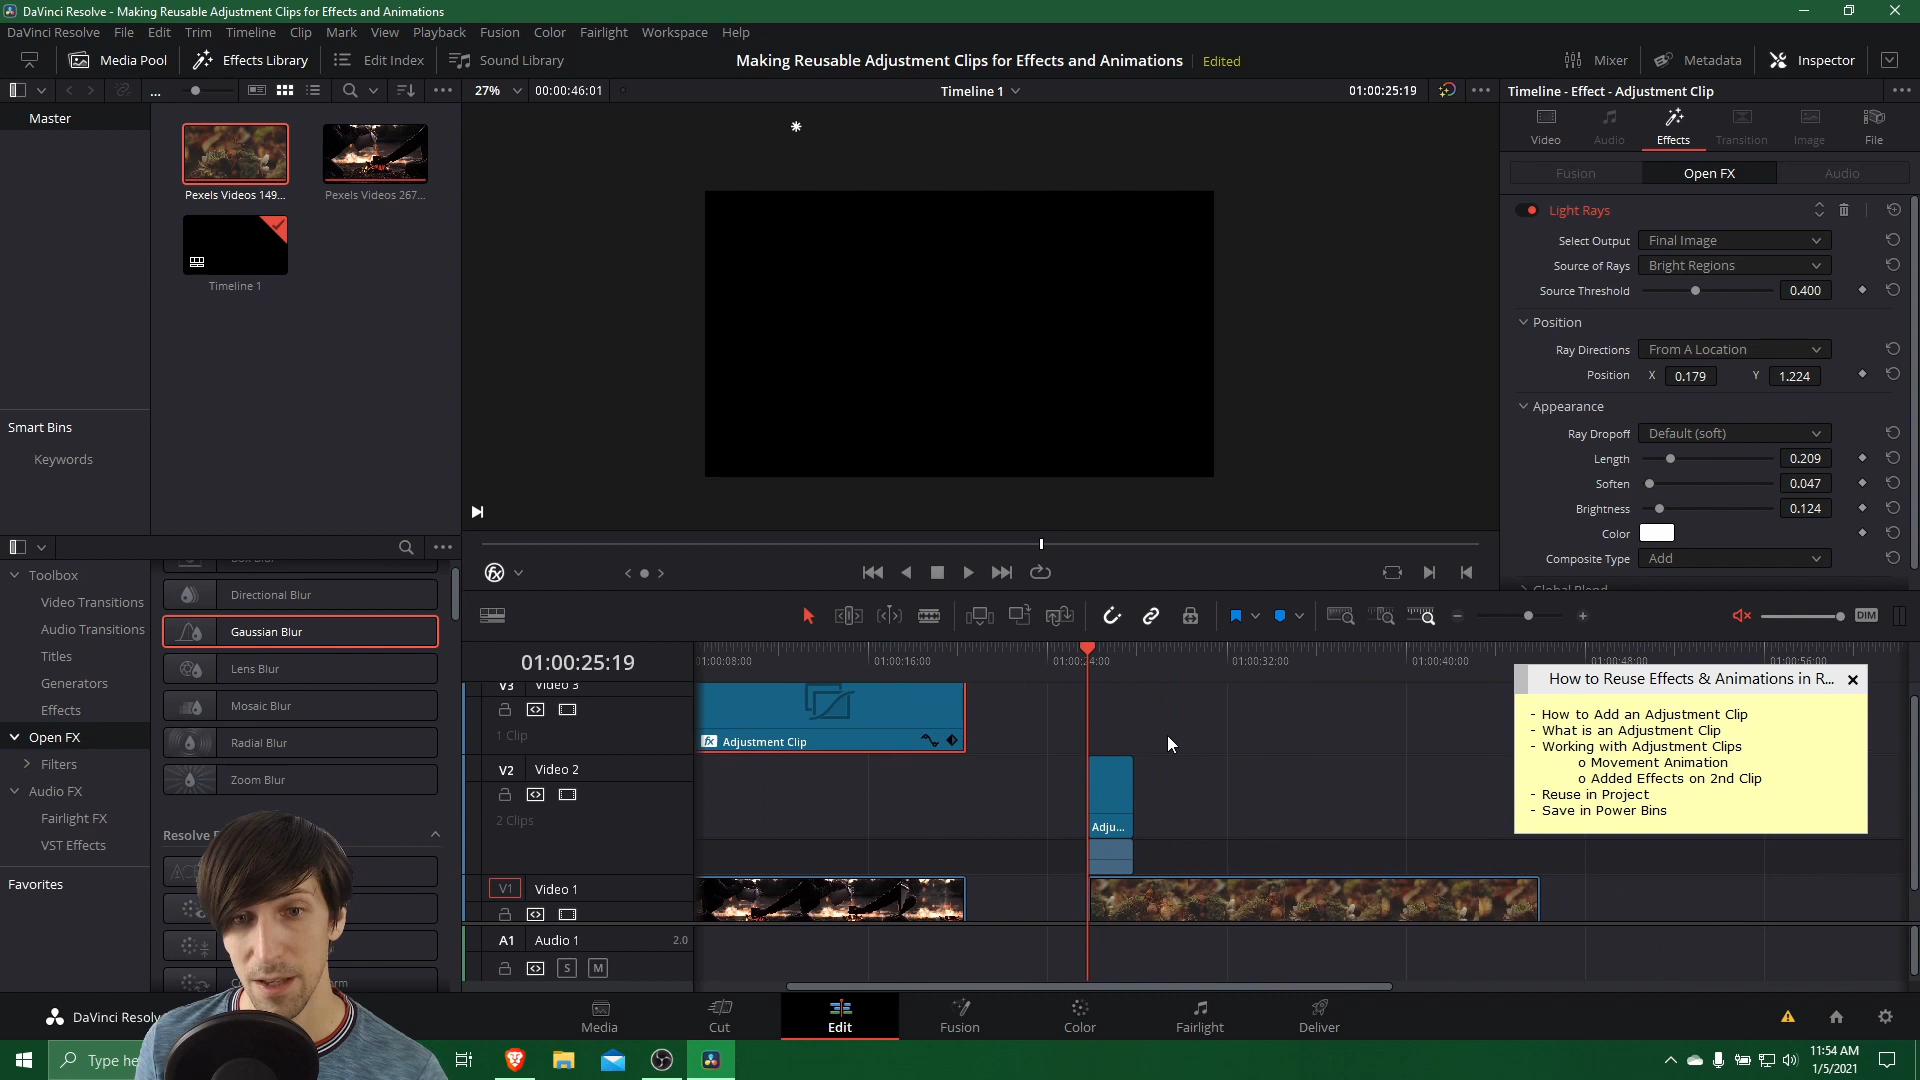 DaVinci Resolve - Making Reusable Adjustment Clips for Effects and Animations
DaVinci Resolve File Edit Trim Timeline Clip Mark View Playback Fusion Color Fairlight Workspace Help
Media Pool Effects Library Edit Index Sound Library
Making Reusable Adjustment Clips for Effects and Animations Edited
Mixer Metadata Inspector
... 27% 00:00:46:01 Timeline 1 01:00:25:19
Timeline - Effect - Adjustment Clip
Master
Pexels Videos 149... Pexels Videos 267...
Timeline 1
Smart Bins
Keywords
Video Audio Effects Transition Image File
Fusion Open FX Audio
Light Rays
Select Output Final Image
Source of Rays Bright Regions
Source Threshold 0.400
Position
Ray Directions From A Location
Position X 0.179 Y 1.224
Appearance
Ray Dropoff Default (soft)
Length 0.209
Soften 0.047
Brightness 0.124
Color
Composite Type Add
Global Blend
Toolbox
Video Transitions
Audio Transitions
Titles
Generators
Effects
Open FX
Filters
Audio FX
Fairlight FX
VST Effects
Favorites
Box Blur
Directional Blur
Gaussian Blur
Lens Blur
Mosaic Blur
Radial Blur
Zoom Blur
Resolve
fx
DIM
01:00:25:19
01:00:08:00 01:00:16:00 01:00:24:00 01:00:32:00 01:00:40:00 01:00:48:00 01:00:56:00
V3 Video 3
1 Clip
fx Adjustment Clip
V2 Video 2
2 Clips
Adju...
V1 Video 1
A1 Audio 1 2.0
S M
How to Reuse Effects & Animations in R...
- How to Add an Adjustment Clip
- What is an Adjustment Clip
- Working with Adjustment Clips
o Movement Animation
o Added Effects on 2nd Clip
- Reuse in Project
- Save in Power Bins
DaVinci Resolv
Media Cut Edit Fusion Color Fairlight Deliver
Type he
11:54 AM
1/5/2021